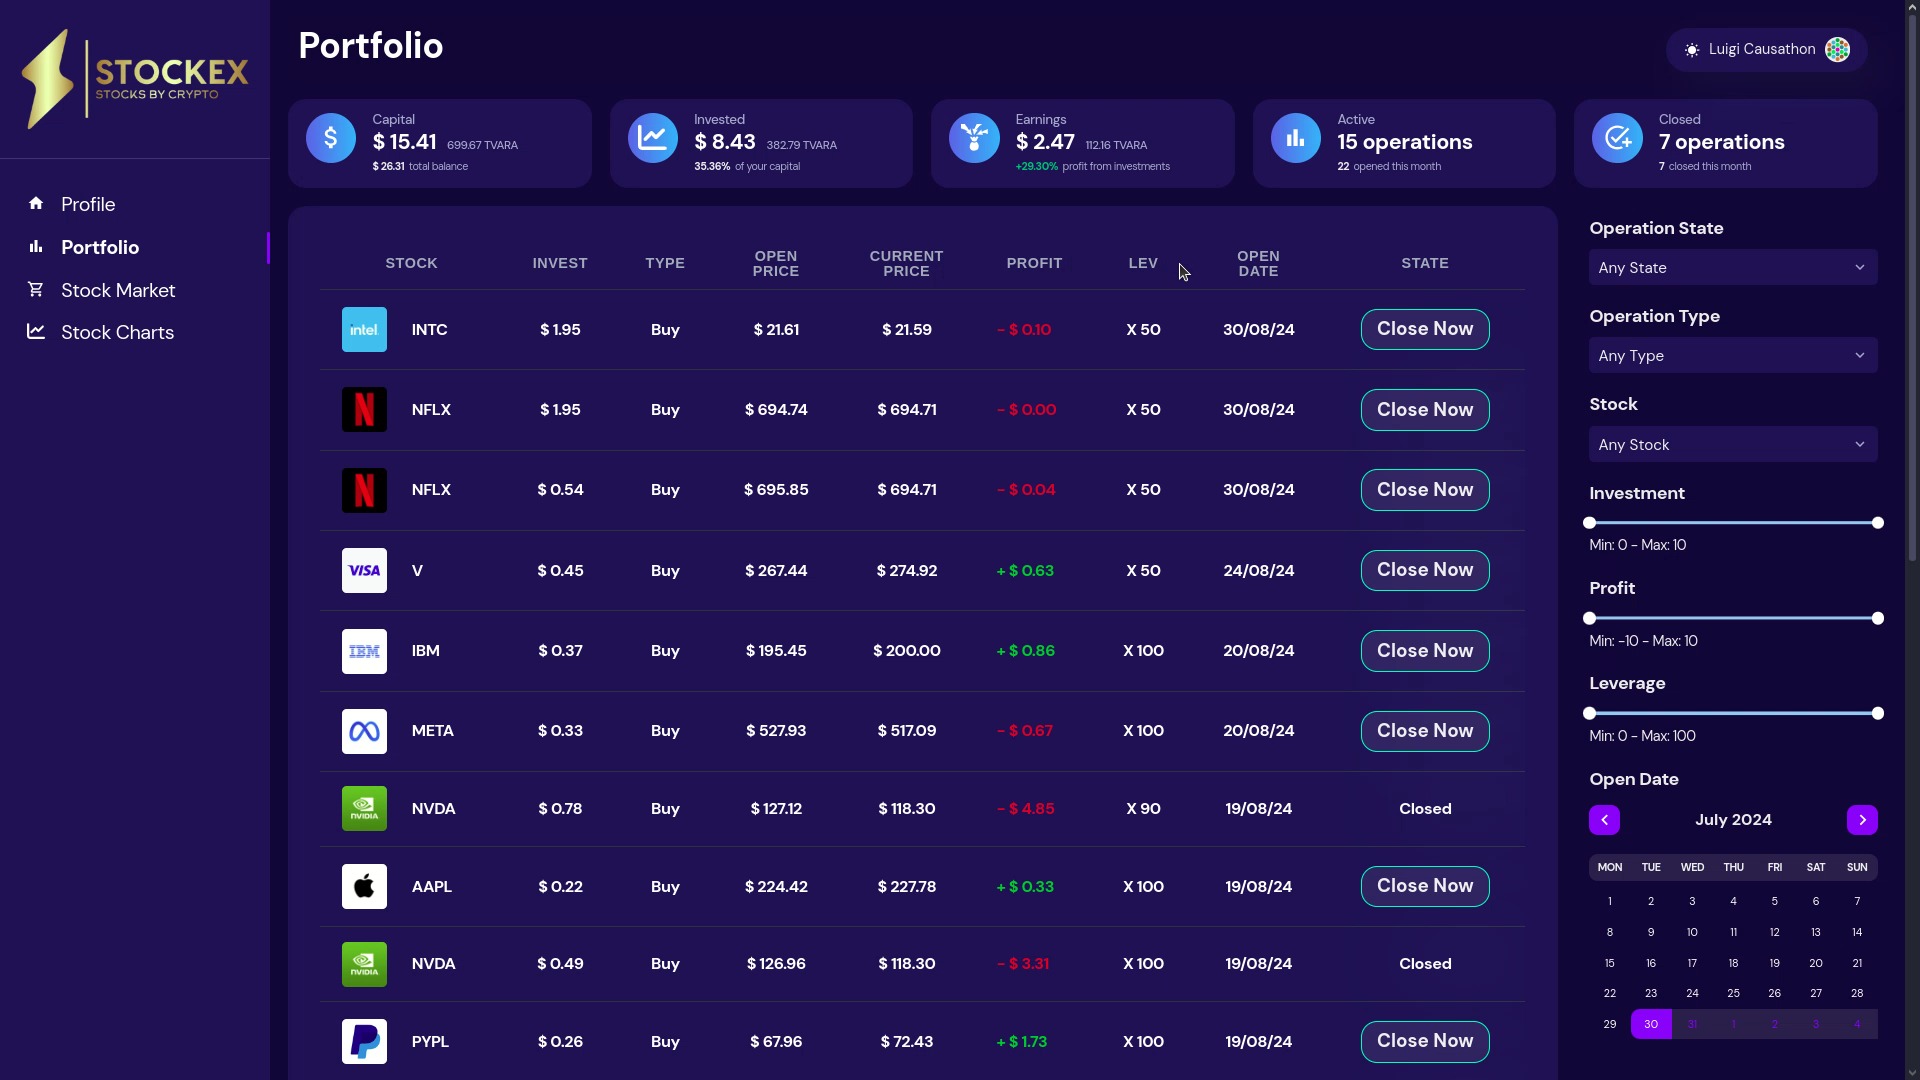 STOCKEX
STOCKS BY CRYPTO
Profile
Portfolio
Stock Market
Stock Charts
Portfolio
Luigi Causathon
Capital
$ 15.41 699.67 TVARA
$ 26.31 total balance
Invested
$ 8.43 382.79 TVARA
35.36% of your capital
Earnings
$ 2.47 112.16 TVARA
+29.30% profit from investments
Active
15 operations
22 opened this month
Closed
7 operations
7 closed this month
STOCK INVEST TYPE OPEN PRICE CURRENT PRICE PROFIT LEV OPEN DATE STATE
intel INTC $ 1.95 Buy $ 21.61 $ 21.59 - $ 0.10 X 50 30/08/24 Close Now
N NFLX $ 1.95 Buy $ 694.74 $ 694.71 - $ 0.00 X 50 30/08/24 Close Now
N NFLX $ 0.54 Buy $ 695.85 $ 694.71 - $ 0.04 X 50 30/08/24 Close Now
VISA V $ 0.45 Buy $ 267.44 $ 274.92 + $ 0.63 X 50 24/08/24 Close Now
IBM IBM $ 0.37 Buy $ 195.45 $ 200.00 + $ 0.86 X 100 20/08/24 Close Now
META $ 0.33 Buy $ 527.93 $ 517.09 - $ 0.67 X 100 20/08/24 Close Now
NVIDIA NVDA $ 0.78 Buy $ 127.12 $ 118.30 - $ 4.85 X 90 19/08/24 Closed
AAPL $ 0.22 Buy $ 224.42 $ 227.78 + $ 0.33 X 100 19/08/24 Close Now
NVIDIA NVDA $ 0.49 Buy $ 126.96 $ 118.30 - $ 3.31 X 100 19/08/24 Closed
PYPL $ 0.26 Buy $ 67.96 $ 72.43 + $ 1.73 X 100 19/08/24 Close Now
Operation State
Any State
Operation Type
Any Type
Stock
Any Stock
Investment
Min: 0 - Max: 10
Profit
Min: -10 - Max: 10
Leverage
Min: 0 - Max: 100
Open Date
July 2024
MON TUE WED THU FRI SAT SUN
1 2 3 4 5 6 7
8 9 10 11 12 13 14
15 16 17 18 19 20 21
22 23 24 25 26 27 28
29 30 31 1 2 3 4